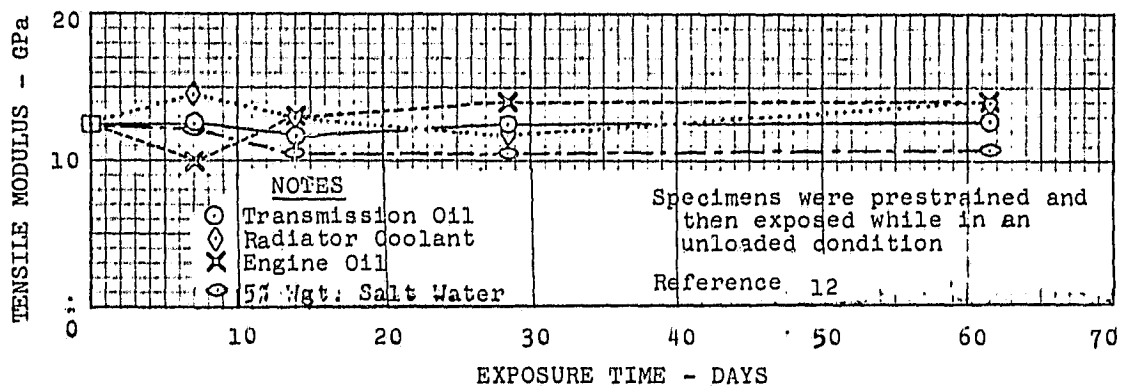 TENSILE MODULUS - GPa
20
10
0
NOTES
Transmission Oil
Radiator Coolant
Engine Oil
5% Wgt. Salt Water
Specimens were prestrained and
then exposed while in an
unloaded condition
Reference 12
10 20 30 40 50 60 70
EXPOSURE TIME - DAYS